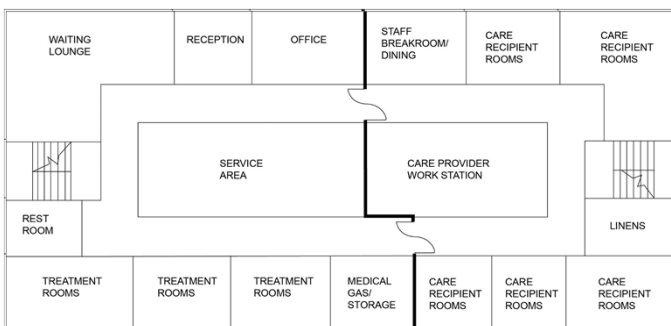 WAITING
LOUNGE
RECEPTION
OFFICE
STAFF
BREAKROOM/
DINING
CARE
RECIPIENT
ROOMS
CARE
RECIPIENT
ROOMS
SERVICE
AREA
CARE PROVIDER
WORK STATION
REST
ROOM
LINENS
TREATMENT
ROOMS
TREATMENT
ROOMS
TREATMENT
ROOMS
MEDICAL
GAS/
STORAGE
CARE
RECIPIENT
ROOMS
CARE
RECIPIENT
ROOMS
CARE
RECIPIENT
ROOMS